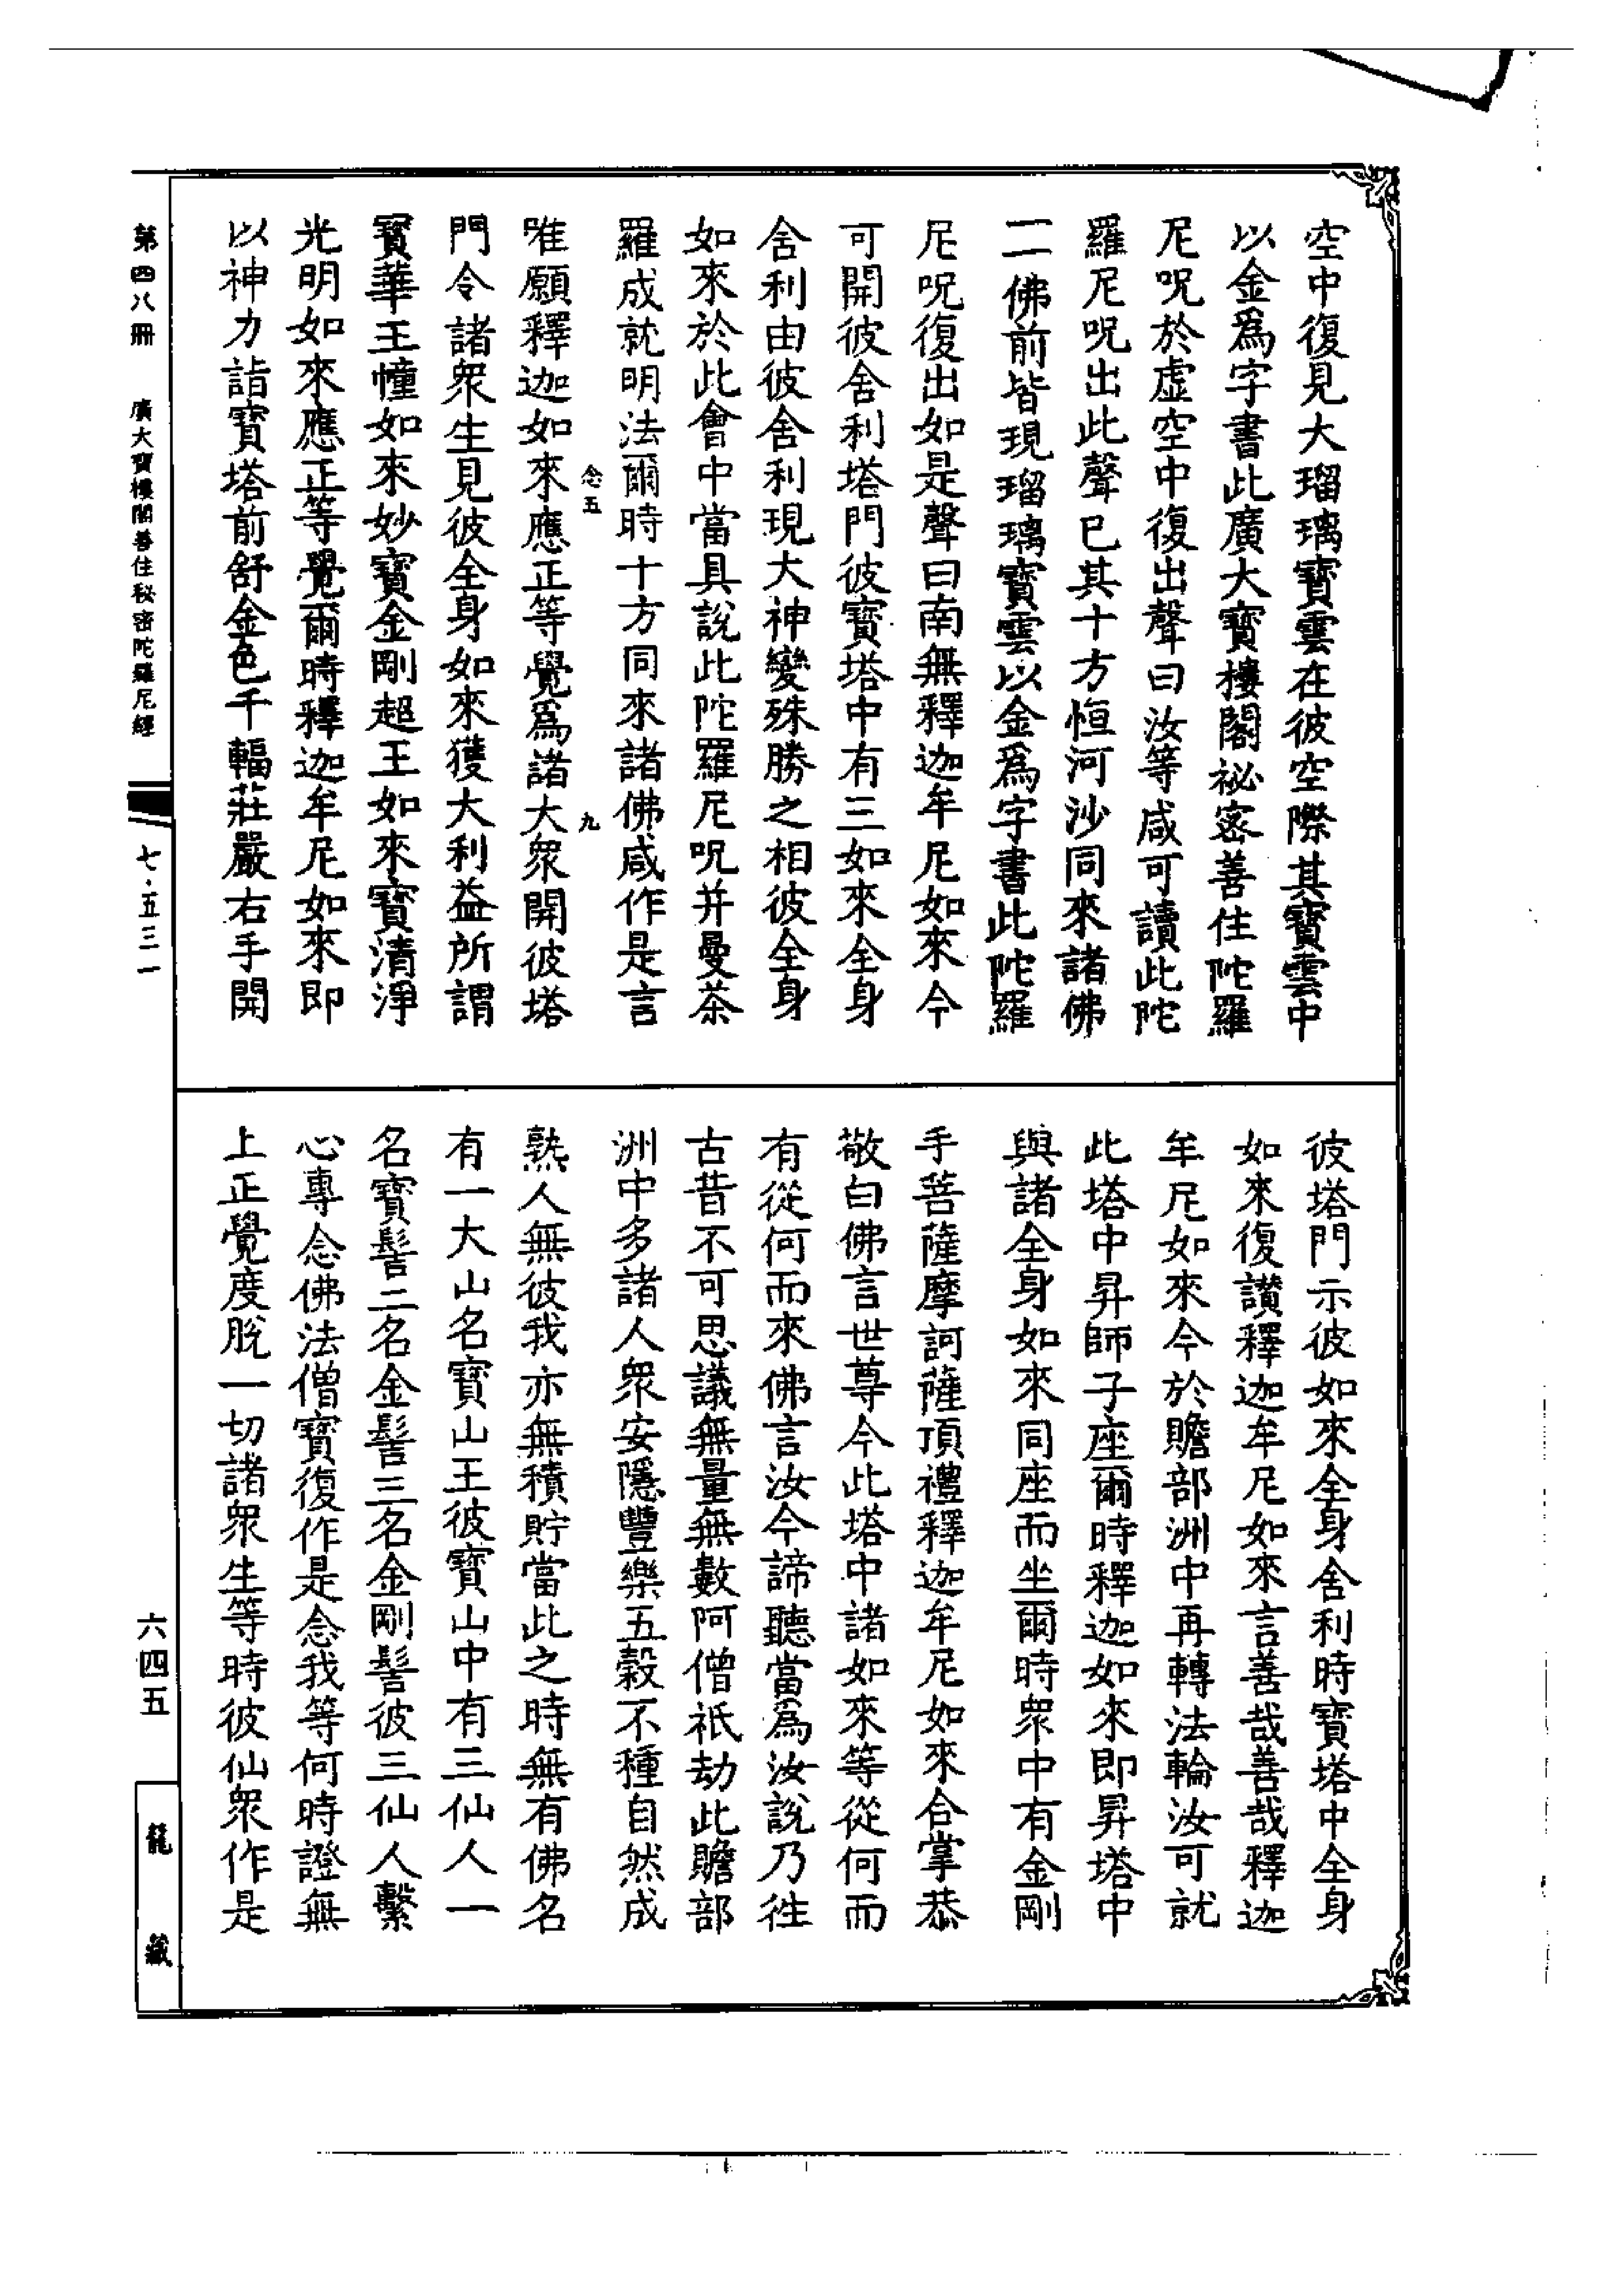 空中復見大瑠璃寶雲在彼空際其寶雲中
以金爲字書此廣大寶樓閣祕密善住陀羅
尼呪於虛空中復出聲曰汝等咸可讀此陀
羅尼呪出此聲已其十方恒河沙同來諸佛
一一佛前皆現瑠璃寶雲以金爲字書此陀羅
尼呪復出如是聲曰南無釋迦牟尼如來今
可開彼舍利塔門彼寶塔中有三如來全身
舍利由彼舍利現大神變殊勝之相彼全身
如來於此會中當具說此陀羅尼呪并曼茶
羅成就明法爾時十方同來諸佛咸作是言
念五 九
唯願釋迦如來應正等覺爲諸大衆開彼塔
門令諸衆生見彼全身如來獲大利益所謂
寶華王幢如來妙寶金剛超王如來寶清淨
光明如來應正等覺爾時釋迦牟尼如來即
以神力詣寶塔前舒金色千輻莊嚴右手開
彼塔門示彼如來全身舍利時寶塔中全身
如來復讃釋迦牟尼如來言善哉善哉釋迦
牟尼如來今於贍部洲中再轉法輪汝可就
此塔中昇師子座爾時釋迦如來即昇塔中
與諸全身如來同座而坐爾時衆中有金剛
手菩薩摩訶薩頂禮釋迦牟尼如來合掌恭
敬白佛言世尊今此塔中諸如來等從何而
有從何而來佛言汝今諦聽當爲汝說乃往
古昔不可思議無量無數阿僧祇劫此贍部
洲中多諸人衆安隱豐樂五穀不種自然成
熟人無彼我亦無積貯當此之時無有佛名
有一大山名寶山王彼寶山中有三仙人一
名寶髻二名金髻三名金剛髻彼三仙人繫
心專念佛法僧寶復作是念我等何時證無
上正覺度脫一切諸衆生等時彼仙衆作是
第四八冊 廣大寶樓閣善住秘密陀羅尼經
七·五三一
六四五
龍藏